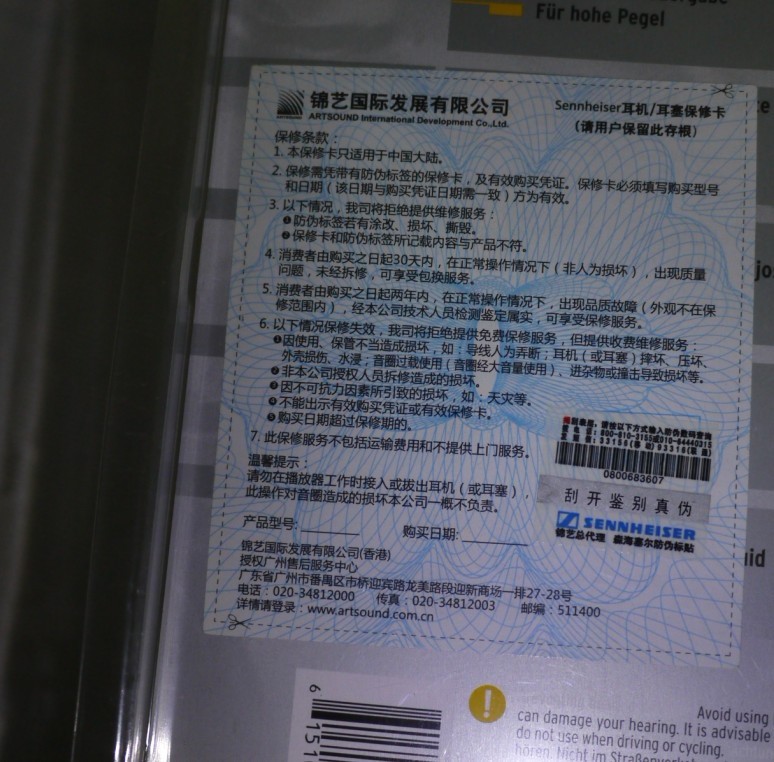 Für hohe Pegel
锦艺国际发展有限公司
ARTSOUND International Development Co.,Ltd.
Sennheiser耳机/耳塞保修卡
(请用户保留此存根)
保修条款:
1. 本保修卡只适用于中国大陆。
2. 保修需凭带有防伪标签的保修卡,及有效购买凭证。保修卡必须填写购买型号
和日期(该日期与购买凭证日期需一致)方为有效。
3. 以下情况,我司将拒绝提供维修服务:
❶防伪标签若有涂改、损坏、撕毁。
❷保修卡和防伪标签所记载内容与产品不符。
4. 消费者由购买之日起30天内,在正常操作情况下(非人为损坏),出现质量
问题,未经拆修,可享受包换服务。
5. 消费者由购买之日起两年内,在正常操作情况下,出现品质故障(外观不在保
修范围内),经本公司技术人员检测鉴定属实,可享受保修服务。
6. 以下情况保修失效,我司将拒绝提供免费保修服务,但提供收费维修服务:
❶因使用、保管不当造成损坏,如:导线人为弄断;耳机(或耳塞)摔坏、压坏、
外壳损伤、水浸;音圈过载使用(音圈经大音量使用)、进杂物或撞击导致损坏等。
❷非本公司授权人员拆修造成的损坏。
❸因不可抗力因素所引致的损坏,如:天灾等。
❹不能出示有效购买凭证或有效保修卡。
❺购买日期超过保修期的。
7. 此保修服务不包括运输费用和不提供上门服务。
温馨提示:
请勿在播放器工作时接入或拔出耳机(或耳塞),
此操作对音圈造成的损坏本公司一概不负责。
产品型号: 购买日期:
0800683607
刮开鉴别真伪
SENNHEISER
锦艺总代理 森海塞尔防伪标贴
锦艺国际发展有限公司(香港)
授权广州售后服务中心
广东省广州市番禺区市桥迎宾路龙美路段迎新商场一排27-28号
电话:020-34812000 传真:020-34812003 邮编:511400
详情请登录:www.artsound.com.cn
Avoid using
can damage your hearing. It is advisable
do not use when driving or cycling.